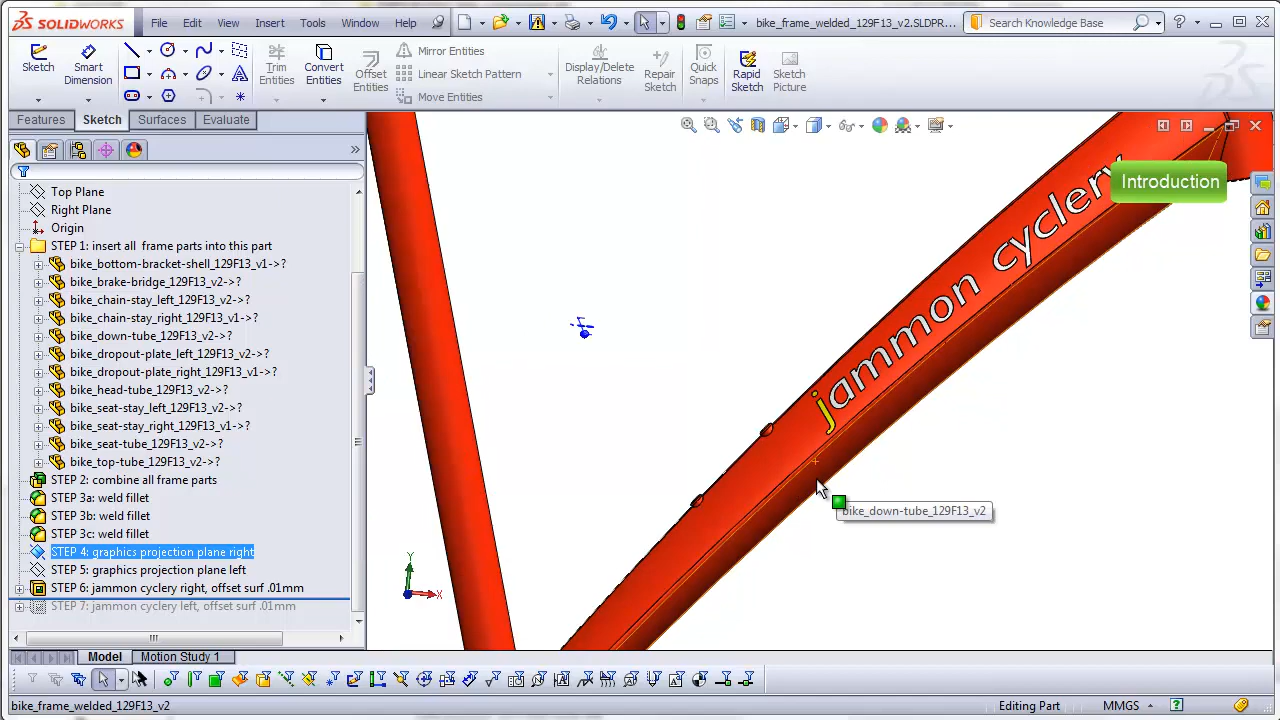 SOLIDWORKS File Edit View Insert Tools Window Help bike_frame_welded_129F13_v2.SLDPR... Search Knowledge Base
Sketch Smart Dimension Trim Entities Convert Entities Offset Entities Mirror Entities Linear Sketch Pattern Move Entities Display/Delete Relations Repair Sketch Quick Snaps Rapid Sketch Sketch Picture
Features Sketch Surfaces Evaluate
Top Plane
Right Plane
Origin
STEP 1: insert all frame parts into this part
bike_bottom-bracket-shell_129F13_v1->?
bike_brake-bridge_129F13_v2->?
bike_chain-stay_left_129F13_v2->?
bike_chain-stay_right_129F13_v1->?
bike_down-tube_129F13_v2->?
bike_dropout-plate_left_129F13_v2->?
bike_dropout-plate_right_129F13_v1->?
bike_head-tube_129F13_v2->?
bike_seat-stay_left_129F13_v2->?
bike_seat-stay_right_129F13_v1->?
bike_seat-tube_129F13_v2->?
bike_top-tube_129F13_v2->?
STEP 2: combine all frame parts
STEP 3a: weld fillet
STEP 3b: weld fillet
STEP 3c: weld fillet
STEP 4: graphics projection plane right
STEP 5: graphics projection plane left
STEP 6: jammon cyclery right, offset surf .01mm
STEP 7: jammon cyclery left, offset surf .01mm
Introduction
jammon cyclery
bike_down-tube_129F13_v2
Y
X
Model Motion Study 1
bike_frame_welded_129F13_v2 Editing Part MMGS